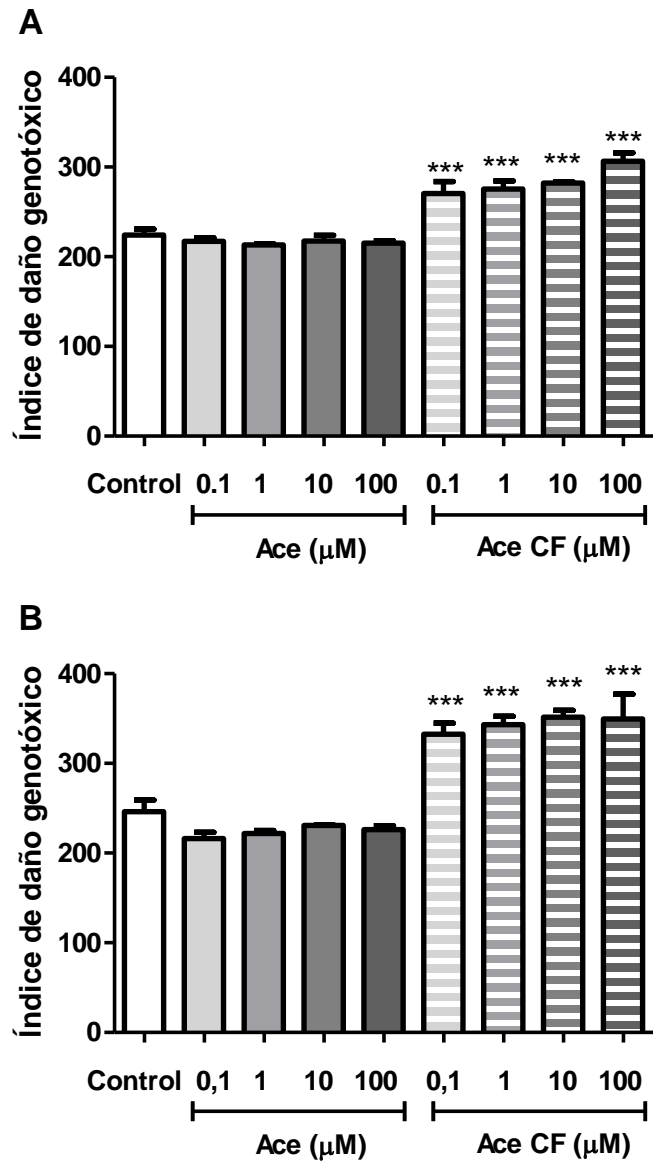 A
Índice de daño genotóxico
400
300
200
100
0
*** *** *** ***
Control 0.1 1 10 100 0.1 1 10 100
Ace (μM) Ace CF (μM)
B
Índice de daño genotóxico
400
300
200
100
0
*** *** *** ***
Control 0,1 1 10 100 0,1 1 10 100
Ace (μM) Ace CF (μM)